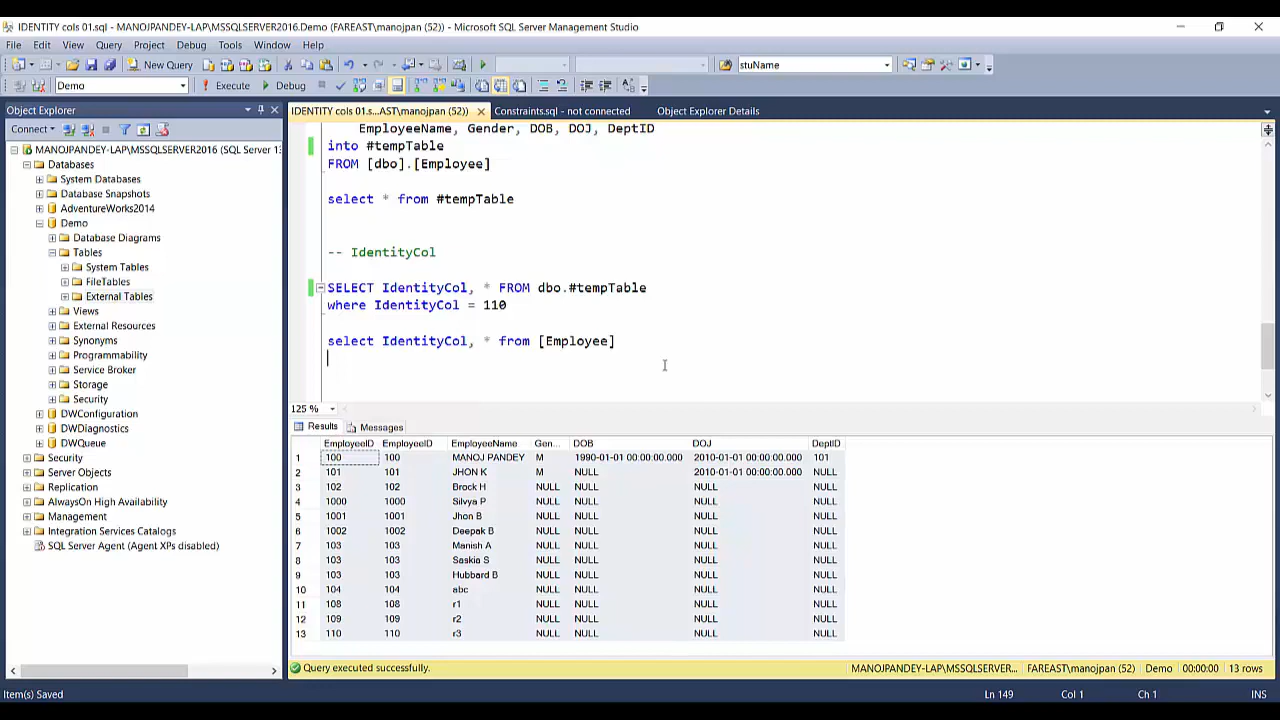 IDENTITY cols 01.sql - MANOJPANDEY-LAP\MSSQLSERVER2016.Demo (FAREAST\manojpan (52)) - Microsoft SQL Server Management Studio
File Edit View Query Project Debug Tools Window Help
New Query stuName
Demo Execute Debug
Object Explorer
IDENTITY cols 01.s...AST\manojpan (52)) Constraints.sql - not connected Object Explorer Details
Connect
MANOJPANDEY-LAP\MSSQLSERVER2016 (SQL Server 13
Databases
System Databases
Database Snapshots
AdventureWorks2014
Demo
Database Diagrams
Tables
System Tables
FileTables
External Tables
Views
External Resources
Synonyms
Programmability
Service Broker
Storage
Security
DWConfiguration
DWDiagnostics
DWQueue
Security
Server Objects
Replication
AlwaysOn High Availability
Management
Integration Services Catalogs
SQL Server Agent (Agent XPs disabled)
EmployeeName, Gender, DOB, DOJ, DeptID
into #tempTable
FROM [dbo].[Employee]
select * from #tempTable
-- IdentityCol
SELECT IdentityCol, * FROM dbo.#tempTable
where IdentityCol = 110
select IdentityCol, * from [Employee]
125 %
Results Messages
EmployeeID EmployeeID EmployeeName Gen... DOB DOJ DeptID
1 100 100 MANOJ PANDEY M 1990-01-01 00:00:00.000 2010-01-01 00:00:00.000 101
2 101 101 JHON K M NULL 2010-01-01 00:00:00.000 NULL
3 102 102 Brock H NULL NULL NULL NULL
4 1000 1000 Silvya P NULL NULL NULL NULL
5 1001 1001 Jhon B NULL NULL NULL NULL
6 1002 1002 Deepak B NULL NULL NULL NULL
7 103 103 Manish A NULL NULL NULL NULL
8 103 103 Saskia S NULL NULL NULL NULL
9 103 103 Hubbard B NULL NULL NULL NULL
10 104 104 abc NULL NULL NULL NULL
11 108 108 r1 NULL NULL NULL NULL
12 109 109 r2 NULL NULL NULL NULL
13 110 110 r3 NULL NULL NULL NULL
Query executed successfully. MANOJPANDEY-LAP\MSSQLSERVER... FAREAST\manojpan (52) Demo 00:00:00 13 rows
Item(s) Saved Ln 149 Col 1 Ch 1 INS